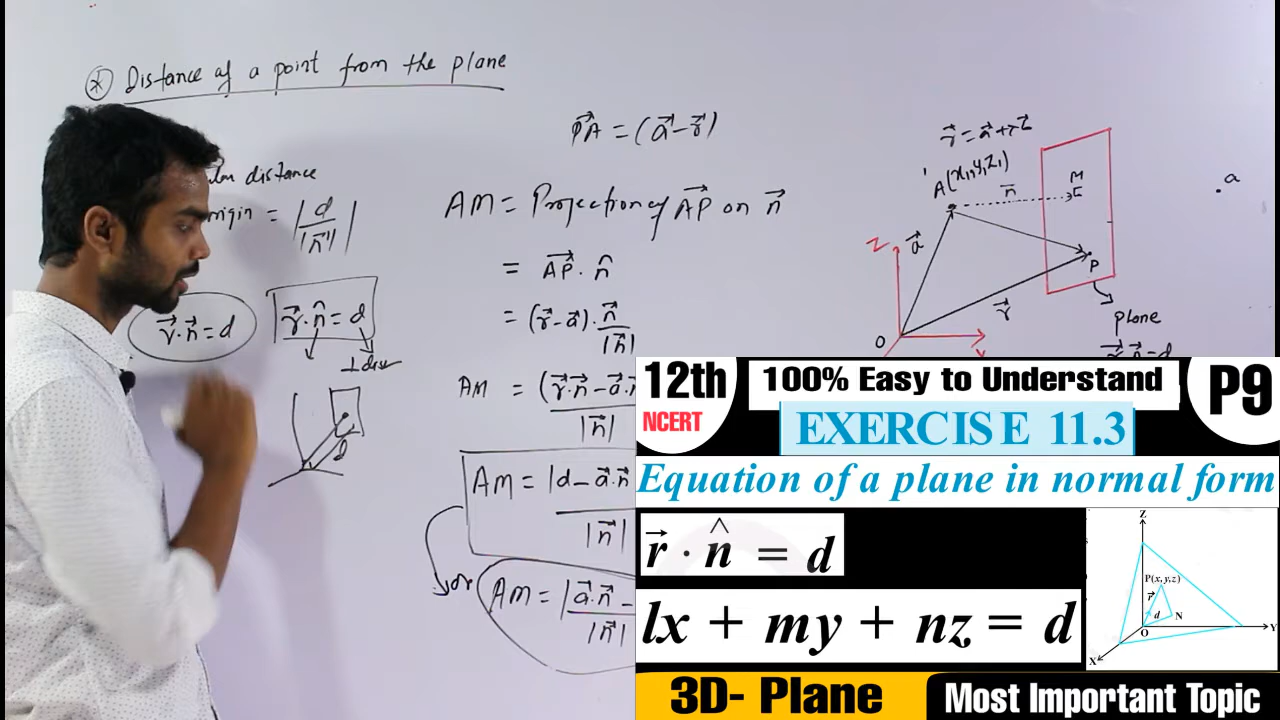 * Distance of a point from the plane
distance
= |d / |n⃗||
r⃗·n⃗ = d
r⃗·n̂ = d
⊥ dis
d
PA⃗ = (a⃗ - r⃗)
AM = Projection of AP⃗ on n⃗
= AP⃗ · n̂
= (r⃗ - a⃗) · n⃗ / |n⃗|
AM = (r⃗·n⃗ - a⃗·n / |n⃗|
AM = |d - a⃗·n⃗ / |n⃗|
or AM = |a⃗·n⃗ - / |n⃗|
A(x₁,y₁,z₁)
n⃗
M
.a
a⃗
Z
P
r⃗
O
plane
12th
NCERT
100% Easy to Understand
P9
EXERCISE 11.3
Equation of a plane in normal form
r⃗ · n̂ = d
lx + my + nz = d
Z
P(x, y, z)
r⃗
d
N
O
Y
X
3D- Plane
Most Important Topic